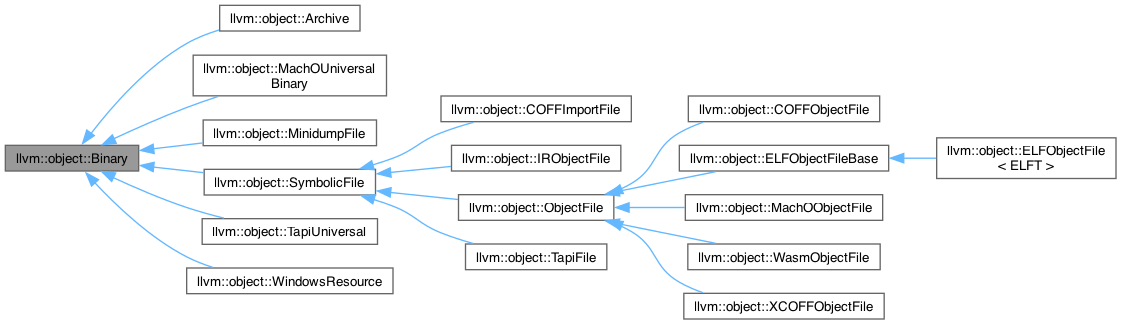 llvm::object::Archive
llvm::object::MachOUniversal
Binary
llvm::object::MinidumpFile
llvm::object::Binary
llvm::object::SymbolicFile
llvm::object::TapiUniversal
llvm::object::WindowsResource
llvm::object::COFFImportFile
llvm::object::IRObjectFile
llvm::object::ObjectFile
llvm::object::TapiFile
llvm::object::COFFObjectFile
llvm::object::ELFObjectFileBase
llvm::object::MachOObjectFile
llvm::object::WasmObjectFile
llvm::object::XCOFFObjectFile
llvm::object::ELFObjectFile
< ELFT >